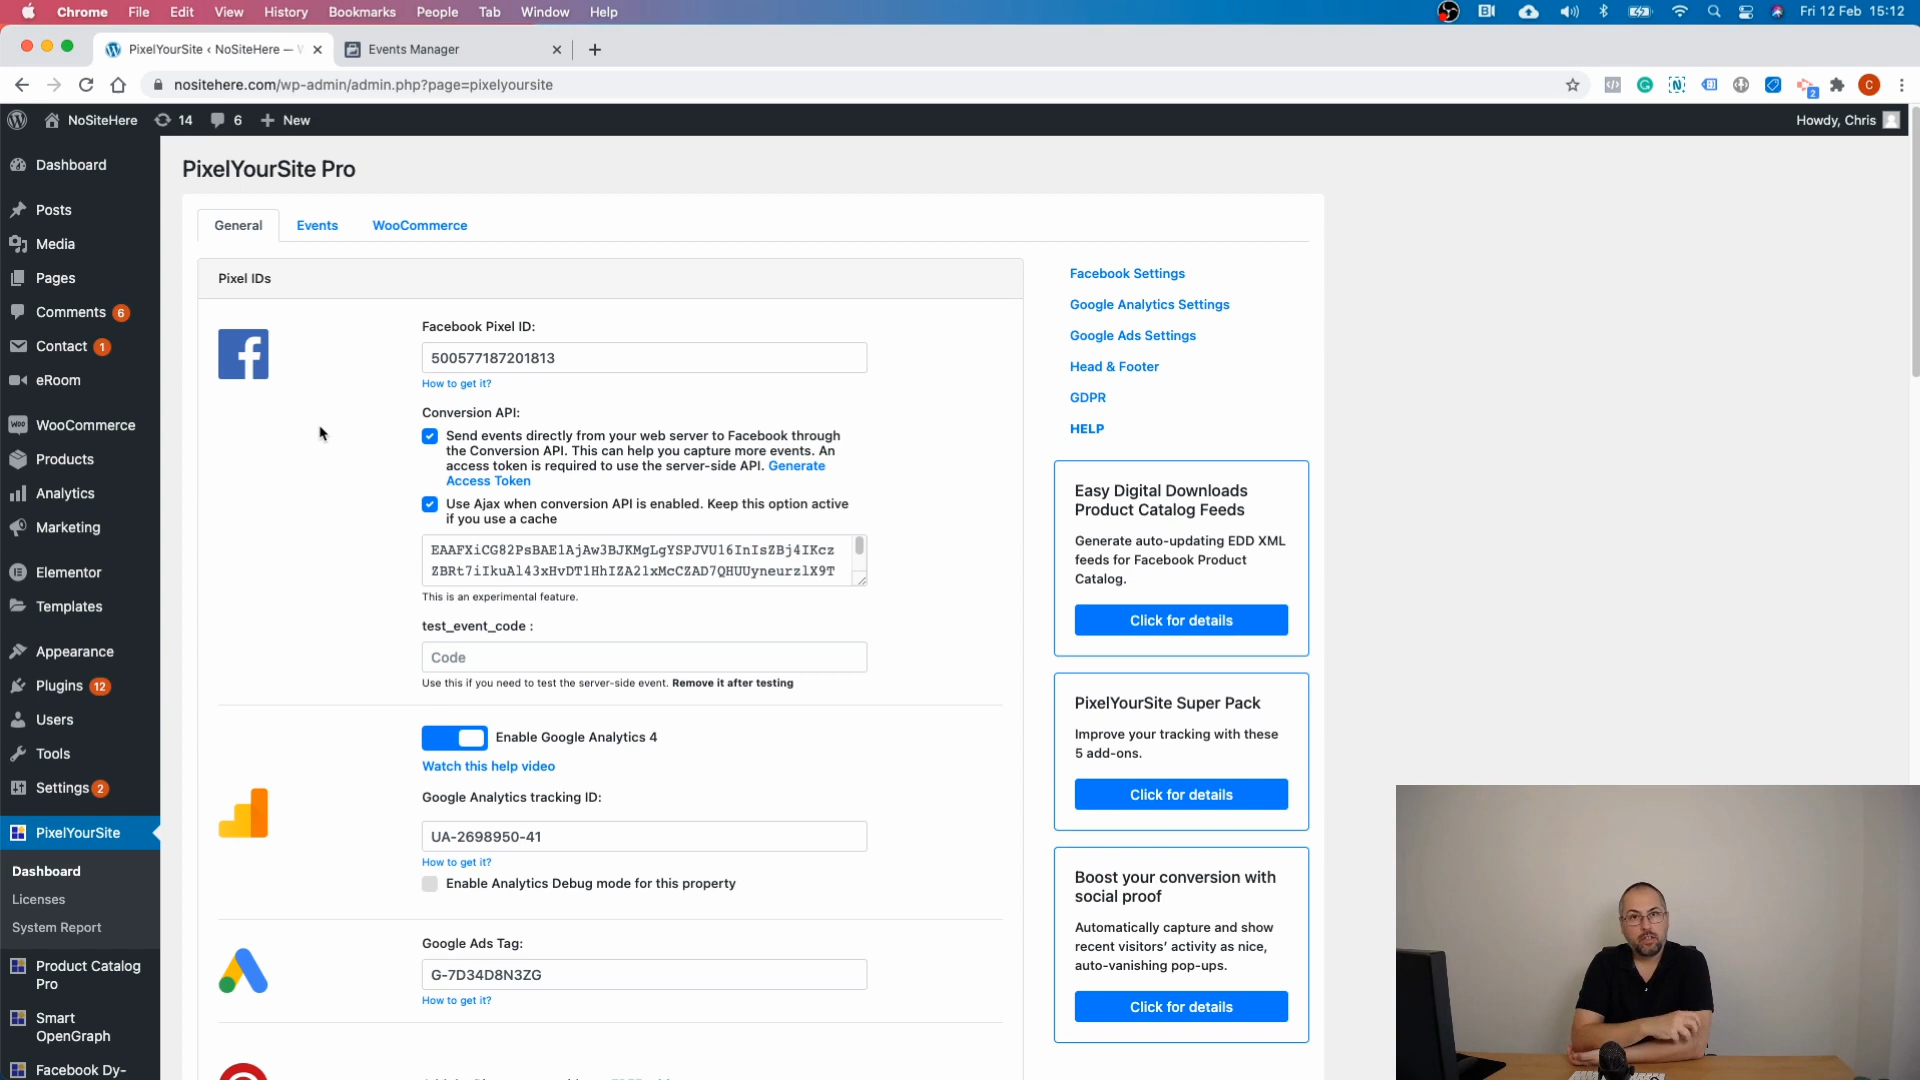 Chrome File Edit View History Bookmarks People Tab Window Help
Fri 12 Feb 15:12
PixelYourSite ‹ NoSiteHere — W
Events Manager
nositehere.com/wp-admin/admin.php?page=pixelyoursite
2
C
NoSiteHere 14 6 New
Howdy, Chris
Dashboard
Posts
Media
Pages
Comments 6
Contact 1
eRoom
WooCommerce
Products
Analytics
Marketing
Elementor
Templates
Appearance
Plugins 12
Users
Tools
Settings 2
PixelYourSite
Dashboard
Licenses
System Report
Product Catalog
Pro
Smart
OpenGraph
Facebook Dy-
PixelYourSite Pro
General Events WooCommerce
Pixel IDs
Facebook Pixel ID:
500577187201813
How to get it?
Conversion API:
Send events directly from your web server to Facebook through
the Conversion API. This can help you capture more events. An
access token is required to use the server-side API. Generate
Access Token
Use Ajax when conversion API is enabled. Keep this option active
if you use a cache
EAAFXiCG82PsBAE1AjAw3BJKMgLgYSPJVU16InIsZBj4IKcz
ZBRt7iIkuAl43xHvDT1HhIZA21xMcCZAD7QHUUyneurzlX9T
This is an experimental feature.
test_event_code :
Code
Use this if you need to test the server-side event. Remove it after testing
Enable Google Analytics 4
Watch this help video
Google Analytics tracking ID:
UA-2698950-41
How to get it?
Enable Analytics Debug mode for this property
Google Ads Tag:
G-7D34D8N3ZG
How to get it?
Facebook Settings
Google Analytics Settings
Google Ads Settings
Head & Footer
GDPR
HELP
Easy Digital Downloads
Product Catalog Feeds
Generate auto-updating EDD XML
feeds for Facebook Product
Catalog.
Click for details
PixelYourSite Super Pack
Improve your tracking with these
5 add-ons.
Click for details
Boost your conversion with
social proof
Automatically capture and show
recent visitors' activity as nice,
auto-vanishing pop-ups.
Click for details